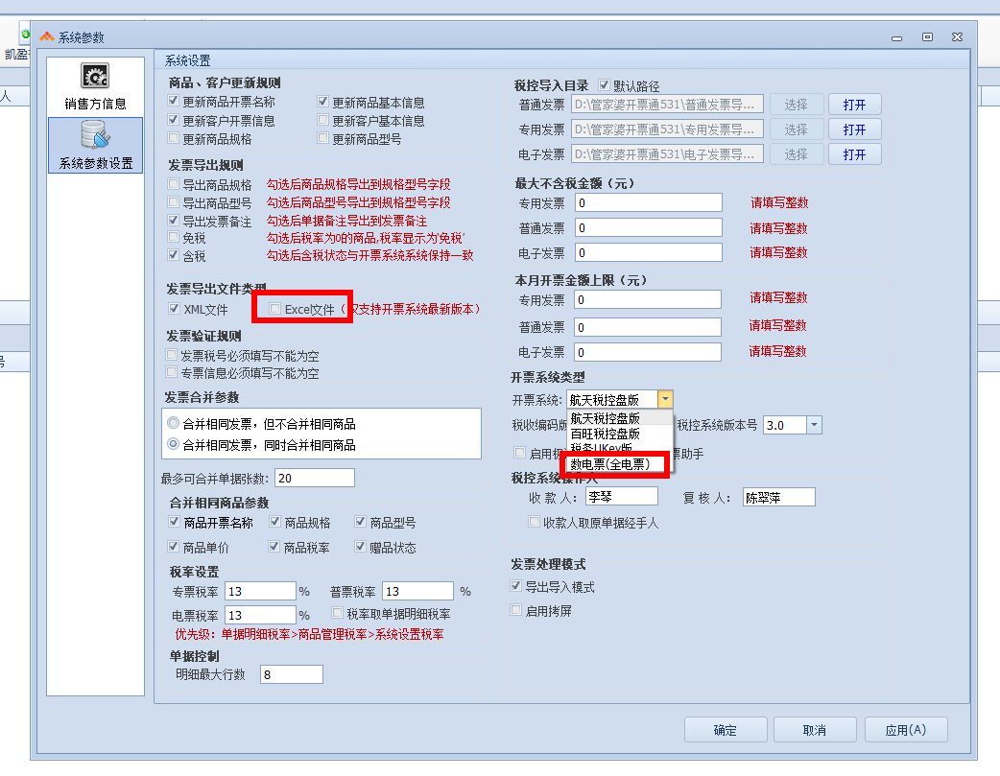 系统参数
凯盈
人
号
销售方信息
系统参数设置
系统设置
商品、客户更新规则
更新商品开票名称
更新商品基本信息
更新客户开票信息
更新客户基本信息
更新商品规格
更新商品型号
发票导出规则
导出商品规格 勾选后商品规格导出到规格型号字段
导出商品型号 勾选后商品型号导出到规格型号字段
导出发票备注 勾选后单据备注导出到发票备注
免税 勾选后税率为0的商品,税率显示为'免税'
含税 勾选后含税状态与开票系统系统保持一致
发票导出文件类型
XML文件 Excel文件 (仅支持开票系统最新版本)
发票验证规则
发票税号必须填写不能为空
专票信息必须填写不能为空
发票合并参数
合并相同发票，但不合并相同商品
合并相同发票，同时合并相同商品
最多可合并单据张数: 20
合并相同商品参数
商品开票名称 商品规格 商品型号
商品单价 商品税率 赠品状态
税率设置
专票税率 13 % 普票税率 13 %
电票税率 13 % 税率取单据明细税率
优先级：单据明细税率>商品管理税率>系统设置税率
单据控制
明细最大行数 8
税控导入目录 默认路径
普通发票 D:\管家婆开票通531\普通发票导... 选择 打开
专用发票 D:\管家婆开票通531\专用发票导... 选择 打开
电子发票 D:\管家婆开票通531\电子发票导... 选择 打开
最大不含税金额（元）
专用发票 0 请填写整数
普通发票 0 请填写整数
电子发票 0 请填写整数
本月开票金额上限（元）
专用发票 0 请填写整数
普通发票 0 请填写整数
电子发票 0 请填写整数
开票系统类型
开票系统: 航天税控盘版
航天税控盘版
百旺税控盘版
税务UKey版
数电票(全电票)
税收编码版 税控系统版本号 3.0
启用 票助手
税控系统操作人
收 款 人： 李琴 复 核 人： 陈翠萍
收款人取原单据经手人
发票处理模式
导出导入模式
启用拷屏
确定 取消 应用(A)